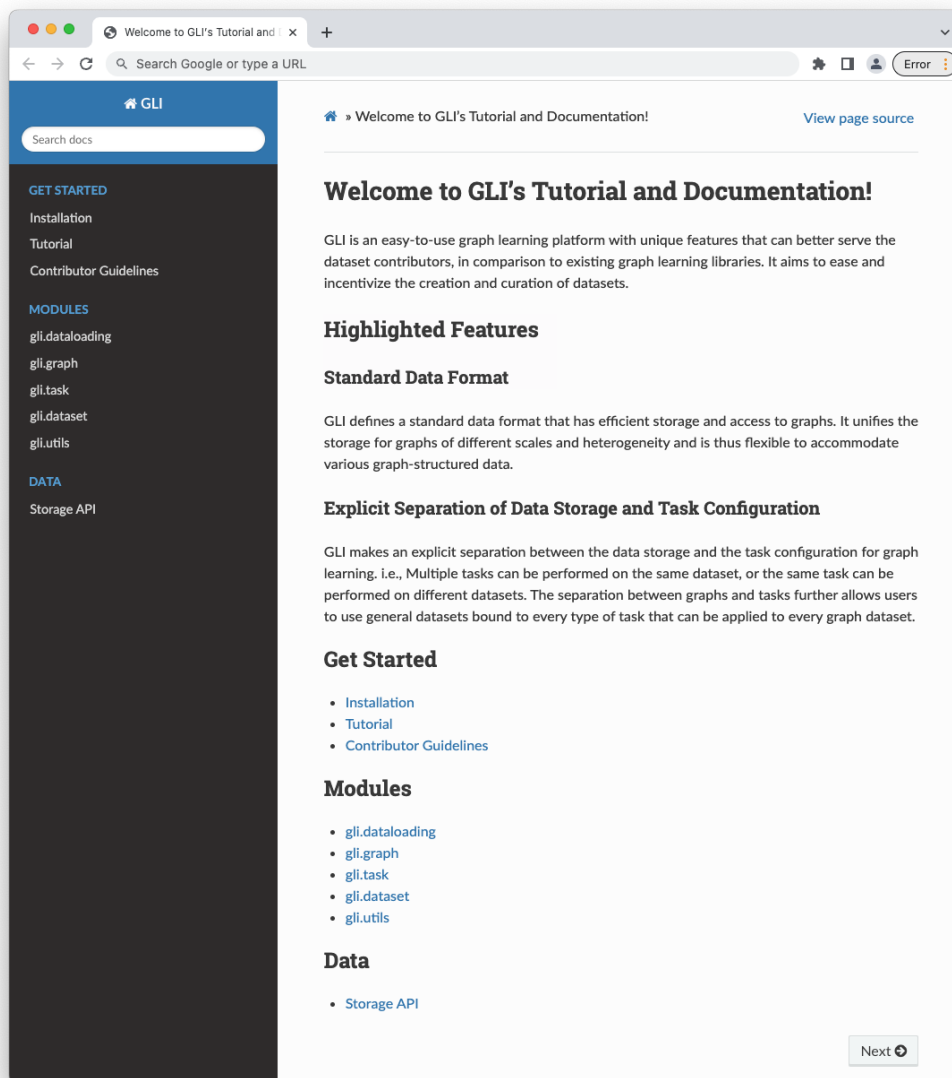 Welcome to GLI's Tutorial and
Search Google or type a URL
Error
GLI
Search docs
GET STARTED
Installation
Tutorial
Contributor Guidelines
MODULES
gli.dataloading
gli.graph
gli.task
gli.dataset
gli.utils
DATA
Storage API
» Welcome to GLI's Tutorial and Documentation!
View page source
Welcome to GLI's Tutorial and Documentation!
GLI is an easy-to-use graph learning platform with unique features that can better serve the
dataset contributors, in comparison to existing graph learning libraries. It aims to ease and
incentivize the creation and curation of datasets.
Highlighted Features
Standard Data Format
GLI defines a standard data format that has efficient storage and access to graphs. It unifies the
storage for graphs of different scales and heterogeneity and is thus flexible to accommodate
various graph-structured data.
Explicit Separation of Data Storage and Task Configuration
GLI makes an explicit separation between the data storage and the task configuration for graph
learning. i.e., Multiple tasks can be performed on the same dataset, or the same task can be
performed on different datasets. The separation between graphs and tasks further allows users
to use general datasets bound to every type of task that can be applied to every graph dataset.
Get Started
• Installation
• Tutorial
• Contributor Guidelines
Modules
• gli.dataloading
• gli.graph
• gli.task
• gli.dataset
• gli.utils
Data
• Storage API
Next